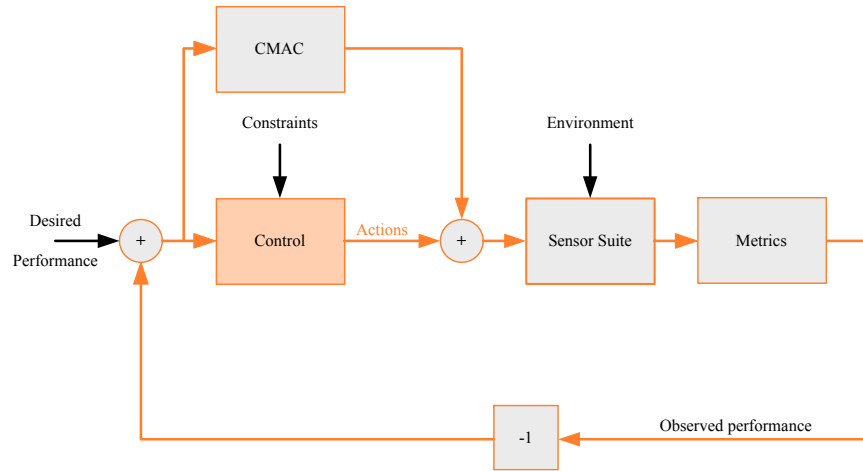 CMAC
Constraints
Environment
Desired
Performance
+
Control
Actions
+
Sensor Suite
Metrics
-1
Observed performance